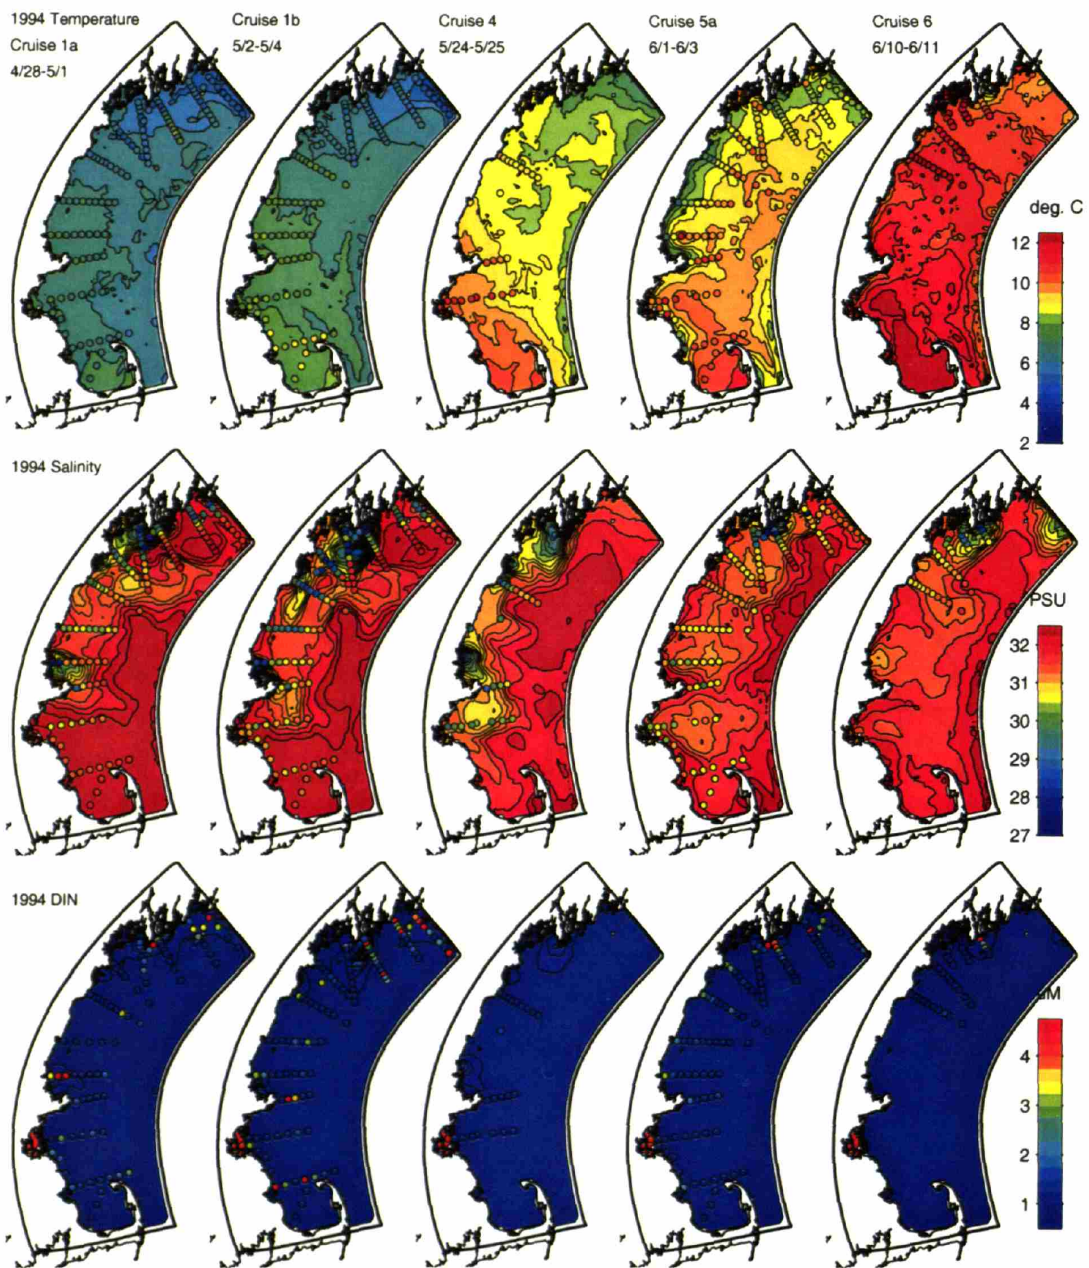 1994 Temperature
Cruise 1a
4/28-5/1
Cruise 1b
5/2-5/4
Cruise 4
5/24-5/25
Cruise 5a
6/1-6/3
Cruise 6
6/10-6/11
deg. C
12
10
8
6
4
2
1994 Salinity
PSU
32
31
30
29
28
27
1994 DIN
4
3
2
1